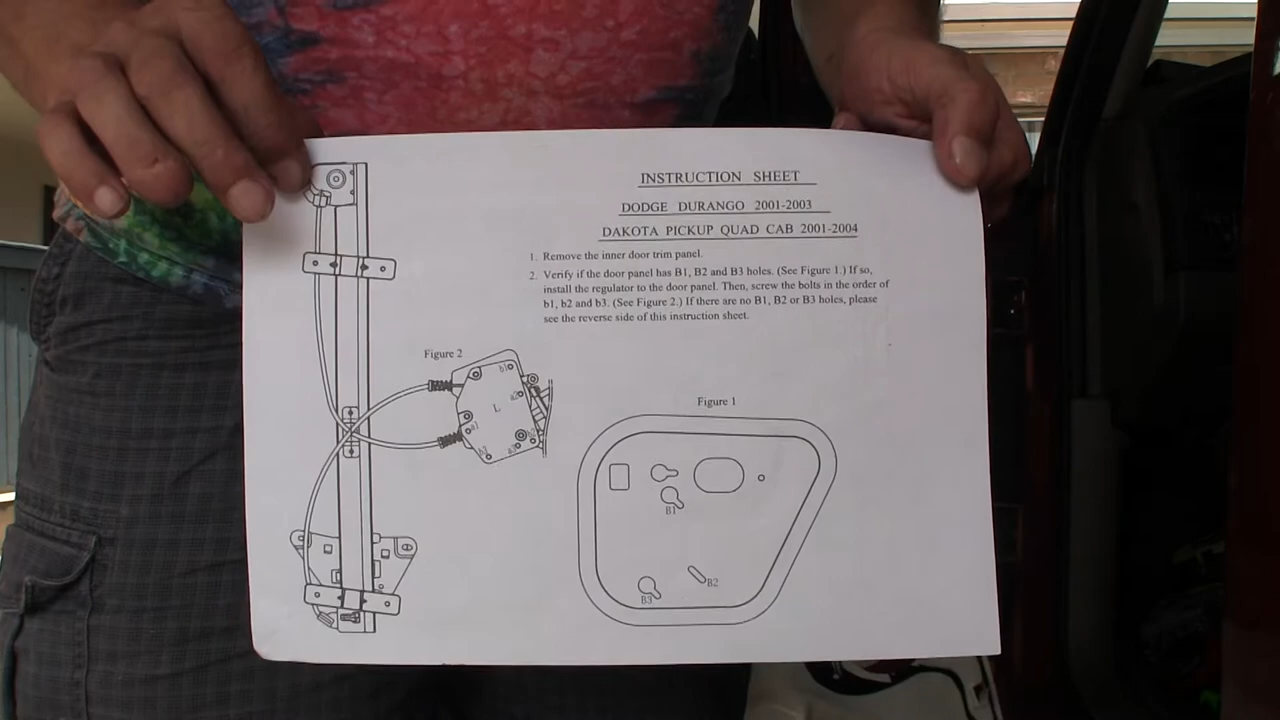 INSTRUCTION SHEET
DODGE DURANGO 2001-2003
DAKOTA PICKUP QUAD CAB 2001-2004
1. Remove the inner door trim panel.
2. Verify if the door panel has B1, B2 and B3 holes. (See Figure 1.) If so,
install the regulator to the door panel. Then, screw the bolts in the order of
b1, b2 and b3. (See Figure 2.) If there are no B1, B2 or B3 holes, please
see the reverse side of this instruction sheet.
Figure 2
b1
a2
L
a1
a3
Figure 1
B1
B2
B3